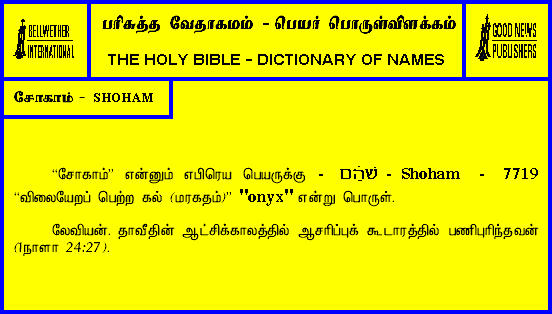 BELLWETHER
INTERNATIONAL
பரிசுத்த வேதாகமம் - பெயர் பொருள்விளக்கம்
THE HOLY BIBLE - DICTIONARY OF NAMES
GOOD NEWS
PUBLISHERS
சோகாம் - SHOHAM
“சோகாம்” என்னும் எபிரெய பெயருக்கு - שֹׁהַם - Shoham - 7719
“விலையேறப் பெற்ற கல் (மரகதம்)” "onyx" என்று பொருள்.
லேவியன். தாவீதின் ஆட்சிக்காலத்தில் ஆசரிப்புக் கூடாரத்தில் பணிபுரிந்தவன்
(1நாளா 24:27).